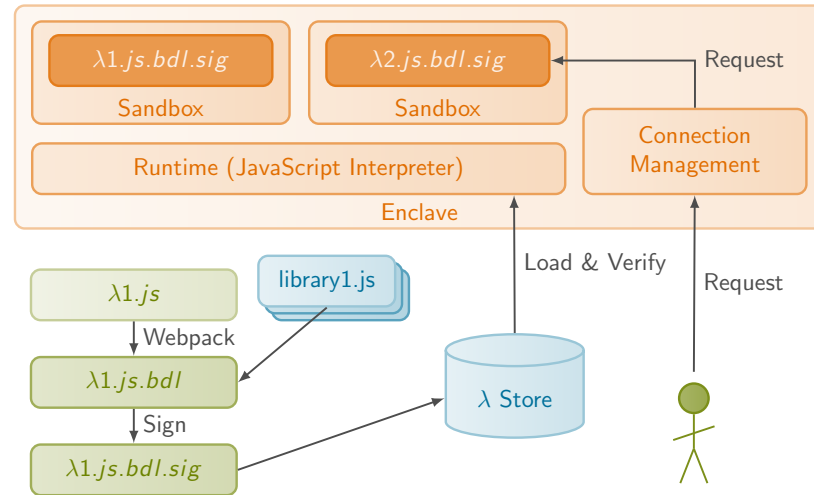 λ1.js.bdl.sig
λ2.js.bdl.sig
Request
Sandbox
Sandbox
Connection
Management
Runtime (JavaScript Interpreter)
Enclave
Load & Verify
Request
λ1.js
library1.js
Webpack
λ1.js.bdl
λ Store
Sign
λ1.js.bdl.sig